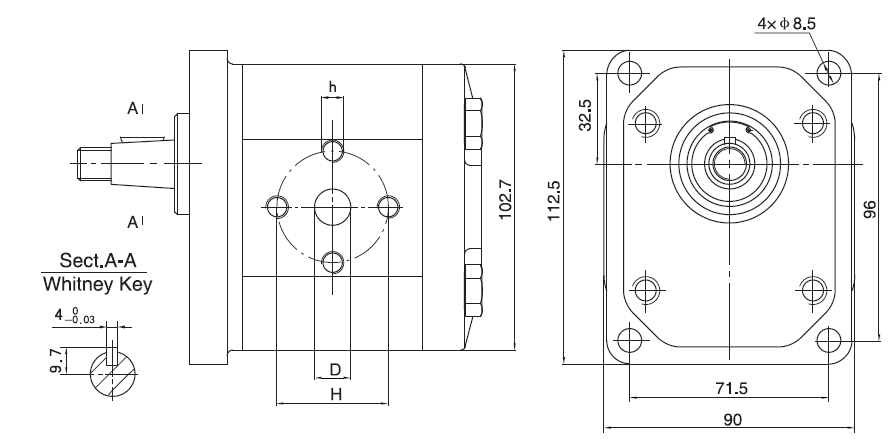 4×φ8.5
A
h
32.5
A
102.7
112.5
96
Sect.A-A
Whitney Key
4 0 -0.03
9.7
D
H
71.5
90